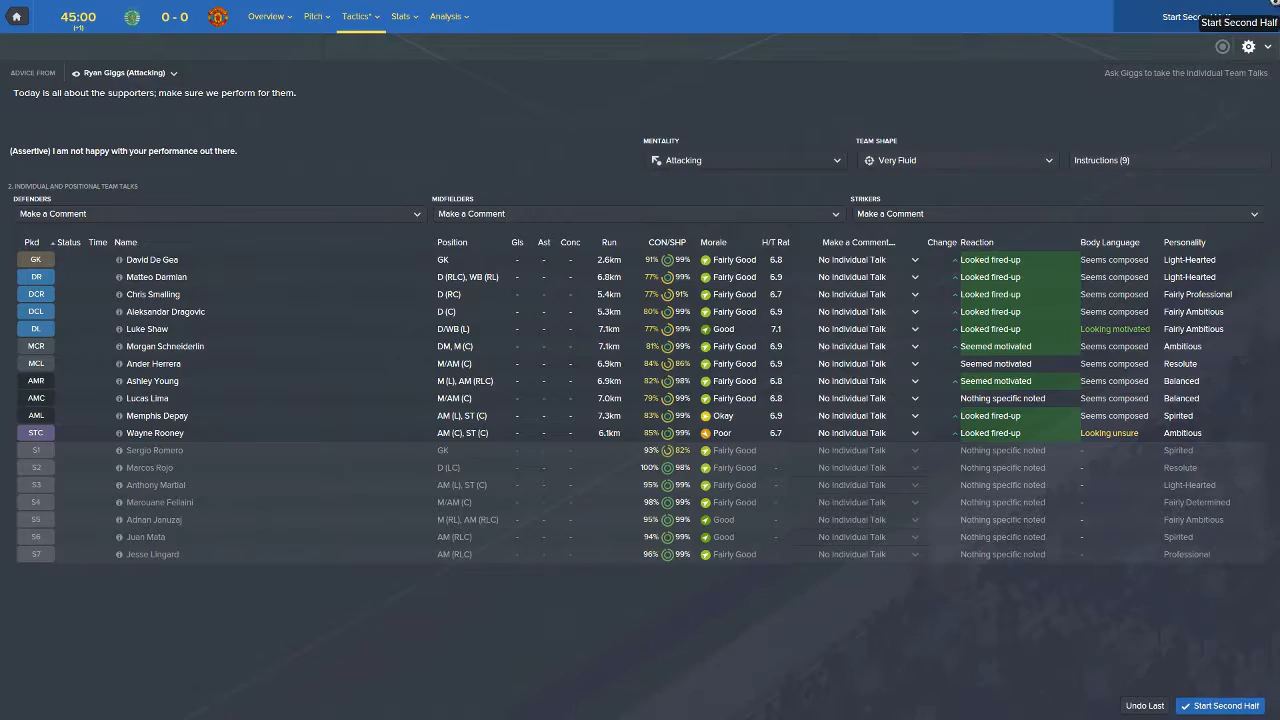 45:00 0 - 0 Overview Pitch Tactics* Stats Analysis
(+1)
Start Second Half
ADVICE FROM Ryan Giggs (Attacking) Ask Giggs to take the Individual Team Talks
Today is all about the supporters; make sure we perform for them.
MENTALITY TEAM SHAPE
(Assertive) I am not happy with your performance out there.
Attacking Very Fluid Instructions (9)
2. INDIVIDUAL AND POSITIONAL TEAM TALKS
DEFENDERS MIDFIELDERS STRIKERS
Make a Comment Make a Comment Make a Comment
Pkd Status Time Name Position Gls Ast Conc Run CON/SHP Morale H/T Rat Make a Comment... Change Reaction Body Language Personality
GK David De Gea GK - - - 2.6km 91% 99% Fairly Good 6.8 No Individual Talk Looked fired-up Seems composed Light-Hearted
DR Matteo Darmian D (RLC), WB (RL) - - - 6.8km 77% 99% Fairly Good 6.9 No Individual Talk Looked fired-up Seems composed Light-Hearted
DCR Chris Smalling D (RC) - - - 5.4km 77% 91% Fairly Good 6.7 No Individual Talk Looked fired-up Seems composed Fairly Professional
DCL Aleksandar Dragovic D (C) - - - 5.3km 80% 99% Fairly Good 6.9 No Individual Talk Looked fired-up Seems composed Fairly Ambitious
DL Luke Shaw D/WB (L) - - - 7.1km 77% 99% Good 7.1 No Individual Talk Looked fired-up Looking motivated Fairly Ambitious
MCR Morgan Schneiderlin DM, M (C) - - - 7.1km 81% 99% Fairly Good 6.9 No Individual Talk Seemed motivated Seems composed Ambitious
MCL Ander Herrera M/AM (C) - - - 6.9km 84% 86% Fairly Good 6.9 No Individual Talk Seemed motivated Seems composed Resolute
AMR Ashley Young M (L), AM (RLC) - - - 6.9km 82% 98% Fairly Good 6.8 No Individual Talk Seemed motivated Seems composed Balanced
AMC Lucas Lima M/AM (C) - - - 7.0km 79% 99% Fairly Good 6.8 No Individual Talk Nothing specific noted Seems composed Balanced
AML Memphis Depay AM (L), ST (C) - - - 7.3km 83% 99% Okay 6.9 No Individual Talk Looked fired-up Seems composed Spirited
STC Wayne Rooney AM (C), ST (C) - - - 6.1km 85% 99% Poor 6.7 No Individual Talk Looked fired-up Looking unsure Ambitious
S1 Sergio Romero GK - - - 93% 82% Fairly Good - No Individual Talk Nothing specific noted - Spirited
S2 Marcos Rojo D (LC) - - - 100% 98% Fairly Good - No Individual Talk Nothing specific noted - Resolute
S3 Anthony Martial AM (L), ST (C) - - - 95% 99% Fairly Good - No Individual Talk Nothing specific noted - Light-Hearted
S4 Marouane Fellaini M/AM (C) - - - 98% 99% Fairly Good - No Individual Talk Nothing specific noted - Fairly Determined
S5 Adnan Januzaj M (RL), AM (RLC) - - - 95% 99% Good - No Individual Talk Nothing specific noted - Fairly Ambitious
S6 Juan Mata AM (RLC) - - - 94% 99% Good - No Individual Talk Nothing specific noted - Spirited
S7 Jesse Lingard AM (RLC) - - - 96% 99% Fairly Good - No Individual Talk Nothing specific noted - Professional
Undo Last Start Second Half